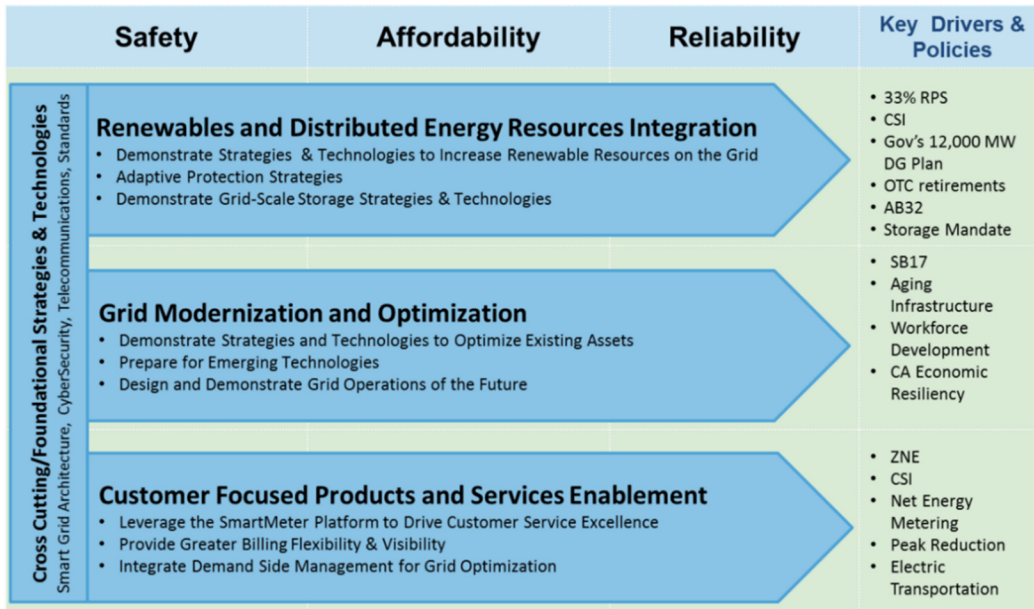 Safety
Affordability
Reliability
Key Drivers &
Policies
Cross Cutting/Foundational Strategies & Technologies
Smart Grid Architecture, CyberSecurity, Telecommunications, Standards
Renewables and Distributed Energy Resources Integration
• Demonstrate Strategies & Technologies to Increase Renewable Resources on the Grid
• Adaptive Protection Strategies
• Demonstrate Grid-Scale Storage Strategies & Technologies
• 33% RPS
• CSI
• Gov's 12,000 MW
DG Plan
• OTC retirements
• AB32
• Storage Mandate
Grid Modernization and Optimization
• Demonstrate Strategies and Technologies to Optimize Existing Assets
• Prepare for Emerging Technologies
• Design and Demonstrate Grid Operations of the Future
• SB17
• Aging
Infrastructure
• Workforce
Development
• CA Economic
Resiliency
Customer Focused Products and Services Enablement
• Leverage the SmartMeter Platform to Drive Customer Service Excellence
• Provide Greater Billing Flexibility & Visibility
• Integrate Demand Side Management for Grid Optimization
• ZNE
• CSI
• Net Energy
Metering
• Peak Reduction
• Electric
Transportation